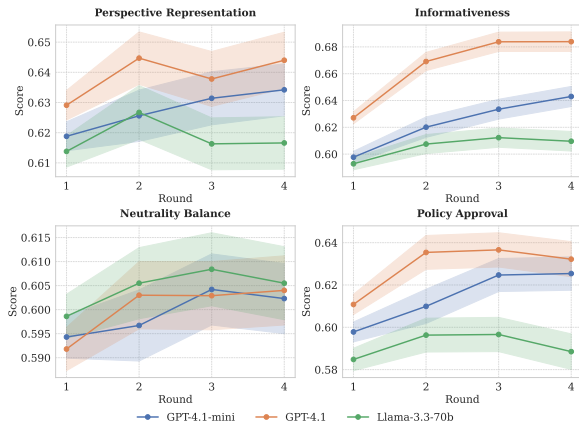 Perspective Representation
0.65
0.64
0.63
0.62
0.61
Score
1 2 3 4
Round
Informativeness
0.68
0.66
0.64
0.62
0.60
Score
1 2 3 4
Round
Neutrality Balance
0.615
0.610
0.605
0.600
0.595
0.590
Score
1 2 3 4
Round
Policy Approval
0.64
0.62
0.60
0.58
Score
1 2 3 4
Round
GPT-4.1-mini GPT-4.1 Llama-3.3-70b